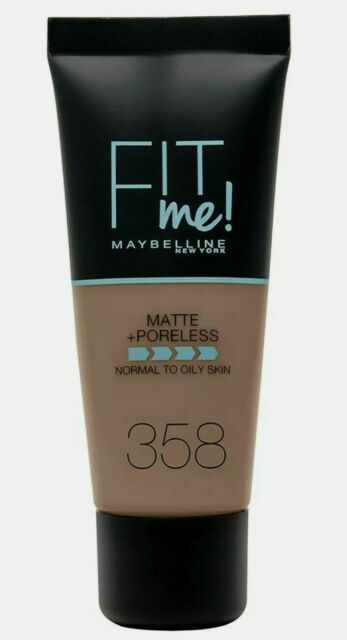 FIT
me!
MAYBELLINE
NEW YORK
MATTE
+PORELESS
NORMAL TO OILY SKIN
358